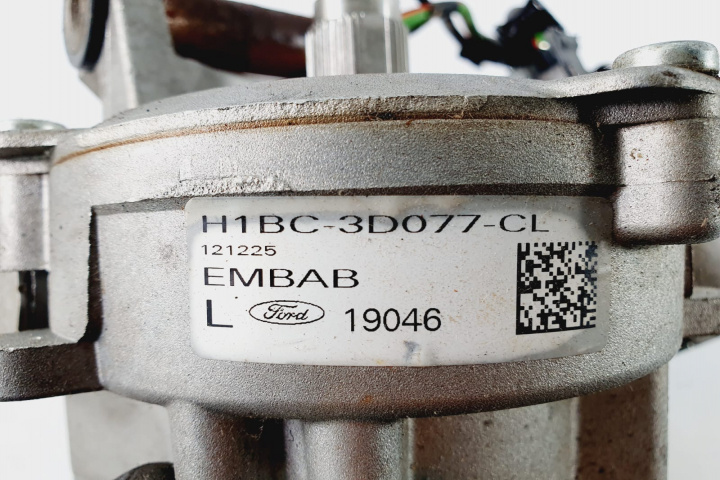 H1BC-3D077-CL
121225
EMBAB
L Ford 19046